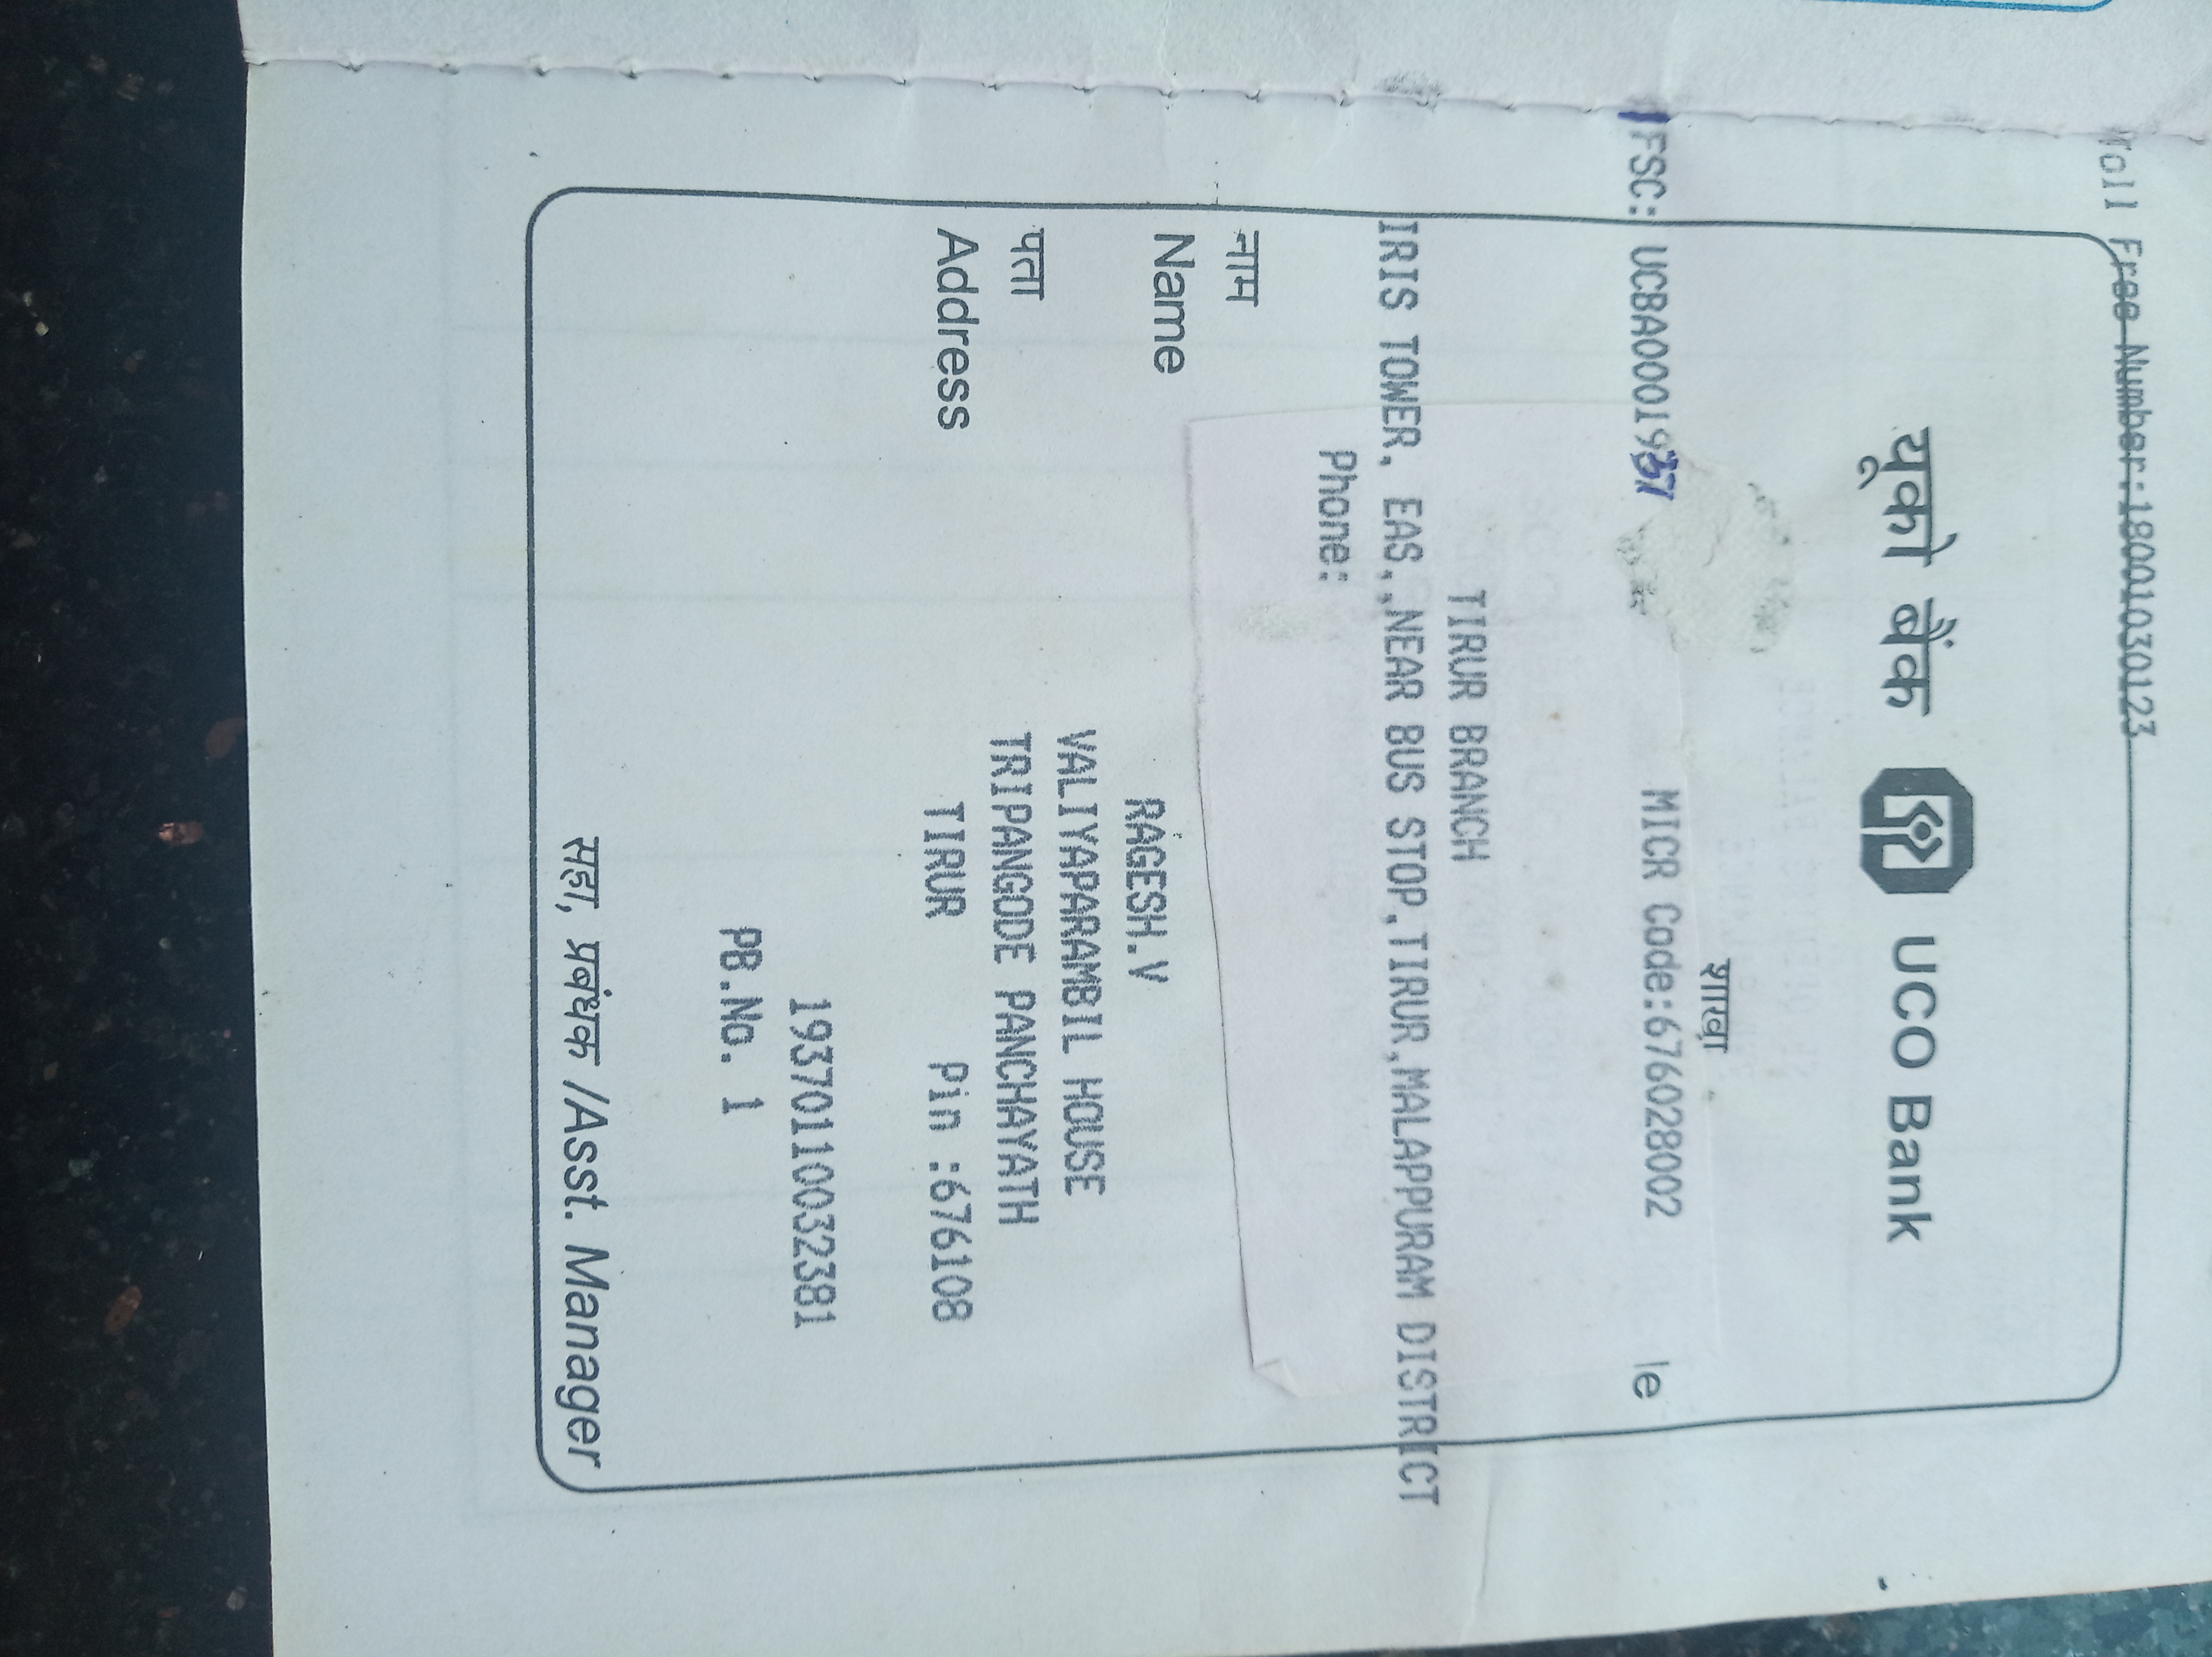 Toll Free Number:18001030123
यूको बैंक UCO Bank
शाखा
IFSC: UCBA0001937 MICR Code:676028002
le
TIRUR BRANCH
IRIS TOWER, EAS,,NEAR BUS STOP,TIRUR,MALAPPURAM DISTRICT
Phone:
नाम
Name RAGESH.V
VALIYAPARAMBIL HOUSE
पता TRIPANGODE PANCHAYATH
Address TIRUR Pin :676108
19370110032381
PB.No. 1
सहा, प्रबंधक /Asst. Manager